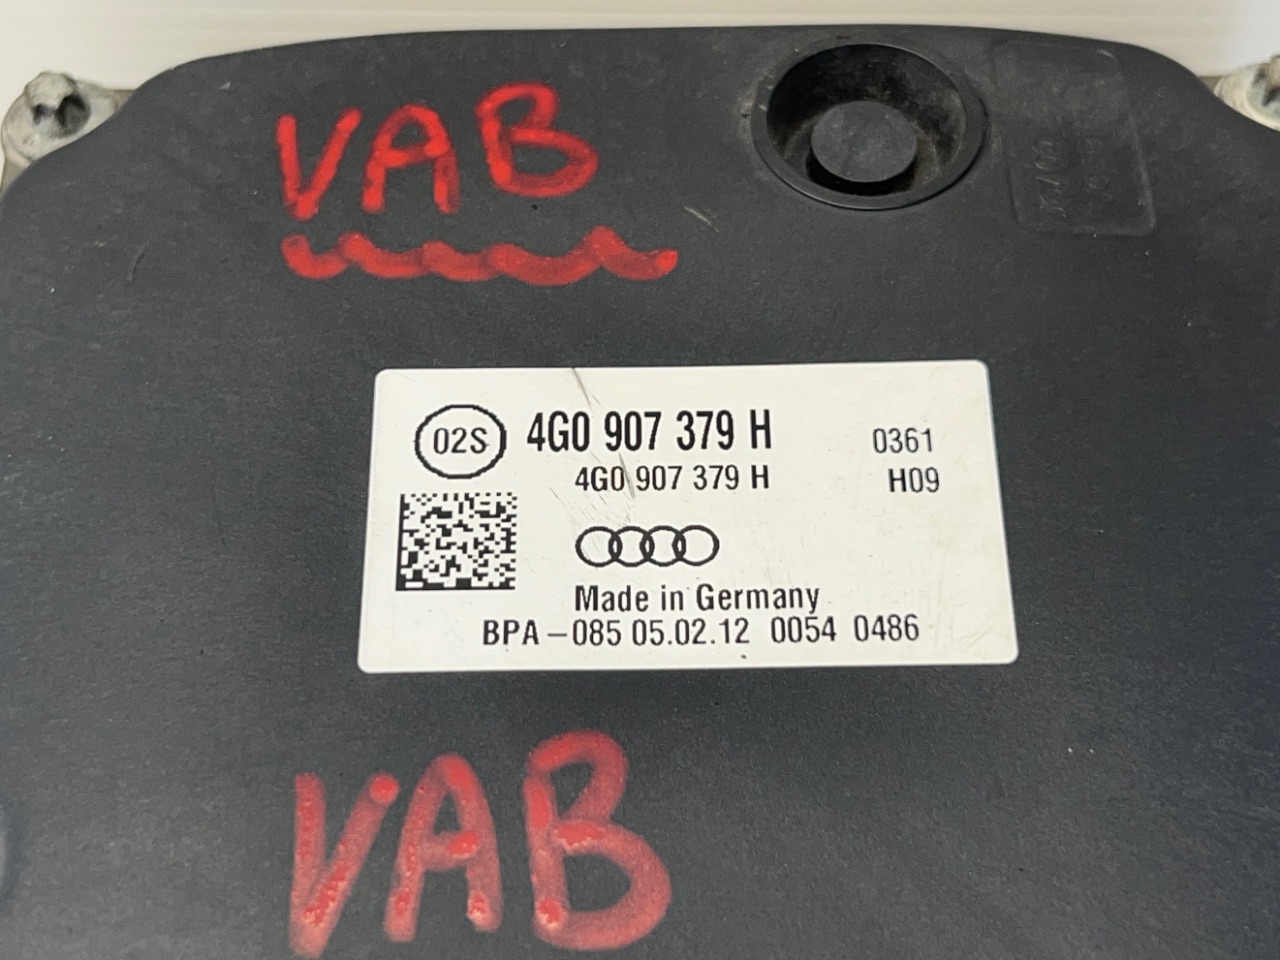 VAB
02S 4G0 907 379 H 0361
4G0 907 379 H H09
Made in Germany
BPA-085 05.02.12 0054 0486
VAB